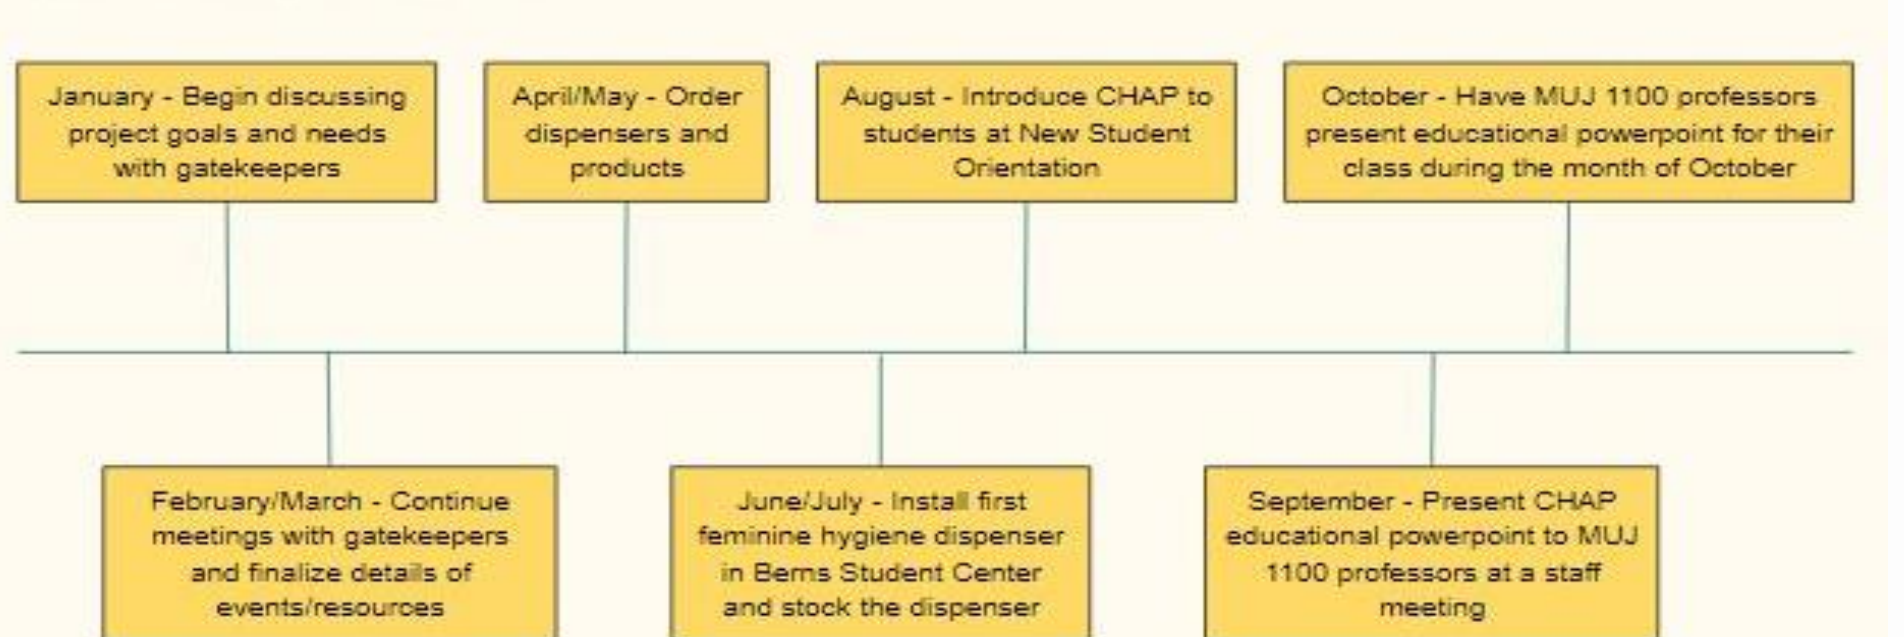 January - Begin discussing
project goals and needs
with gatekeepers
April/May - Order
dispensers and
products
August - Introduce CHAP to
students at New Student
Orientation
October - Have MUJ 1100 professors
present educational powerpoint for their
class during the month of October
February/March - Continue
meetings with gatekeepers
and finalize details of
events/resources
June/July - Install first
feminine hygiene dispenser
in Berns Student Center
and stock the dispenser
September - Present CHAP
educational powerpoint to MUJ
1100 professors at a staff
meeting